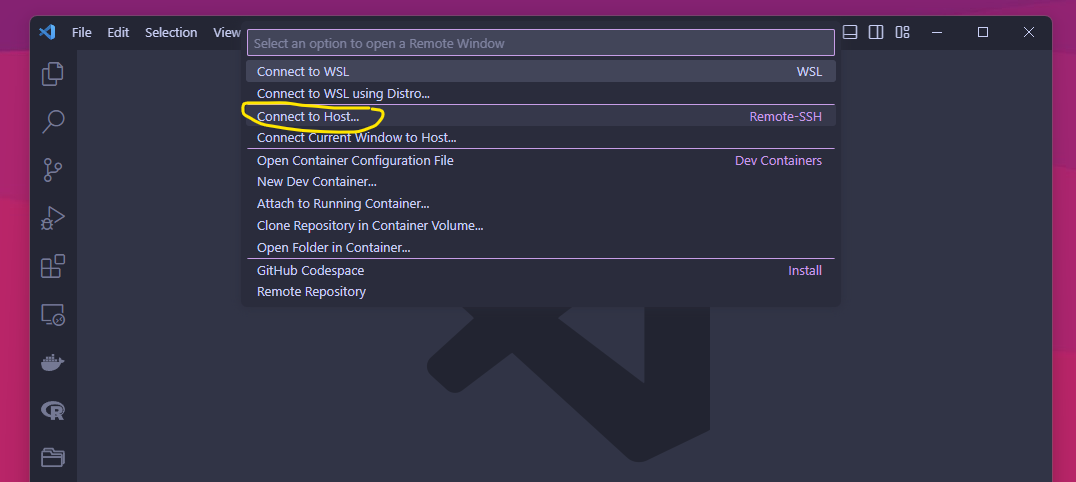 File Edit Selection View
Select an option to open a Remote Window
Connect to WSL WSL
Connect to WSL using Distro...
Connect to Host... Remote-SSH
Connect Current Window to Host...
Open Container Configuration File Dev Containers
New Dev Container...
Attach to Running Container...
Clone Repository in Container Volume...
Open Folder in Container...
GitHub Codespace Install
Remote Repository